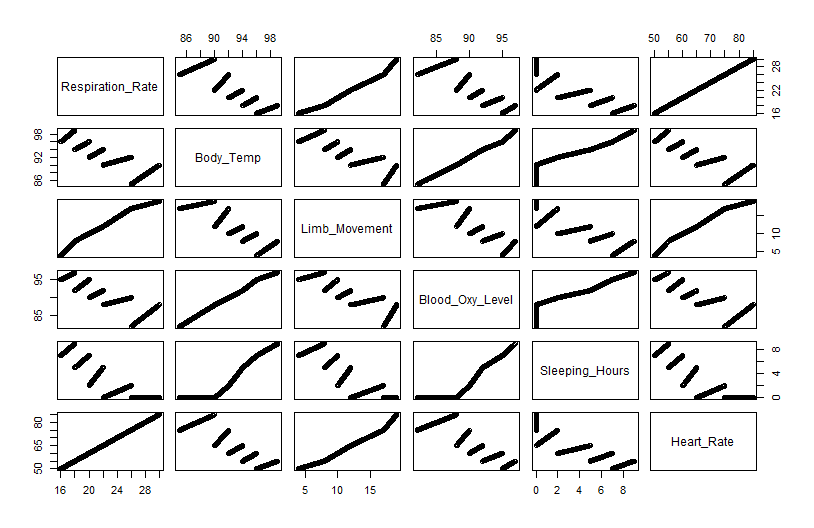 86 90 94 98
85 90 95
50 60 70 80
Respiration_Rate
16 22 28
86 92 98
Body_Temp
Limb_Movement
5 10
85 95
Blood_Oxy_Level
Sleeping_Hours
0 4 8
50 65 80
Heart_Rate
16 20 24 28
5 10 15
0 2 4 6 8